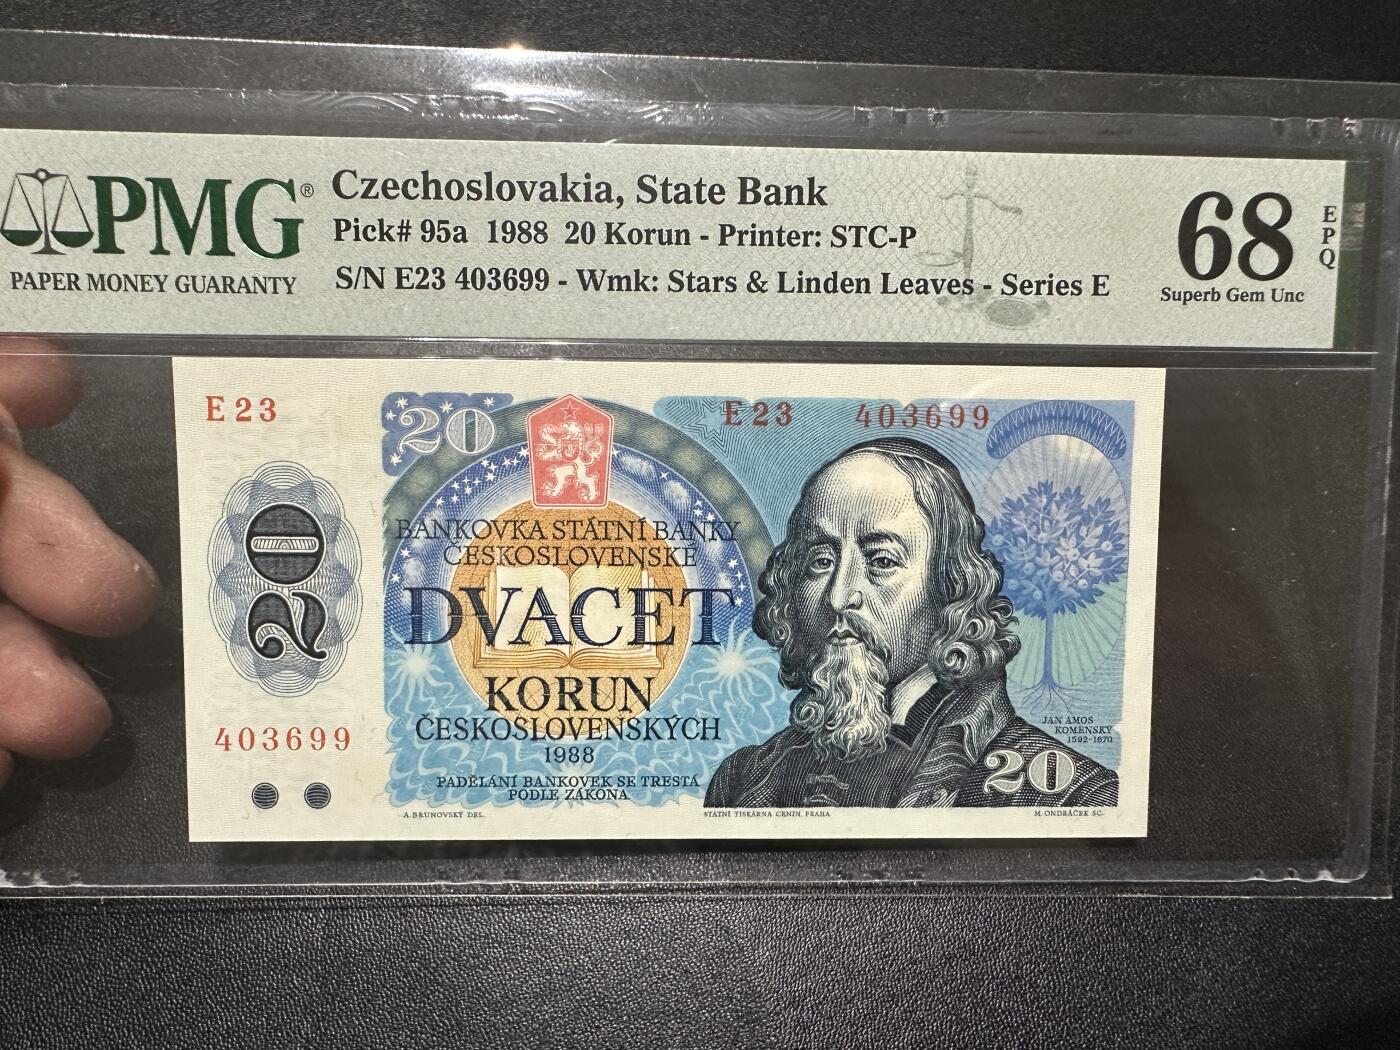 PMG®
PAPER MONEY GUARANTY
Czechoslovakia, State Bank
Pick# 95a 1988 20 Korun - Printer: STC-P
S/N E23 403699 - Wmk: Stars & Linden Leaves - Series E
68
EPQ
Superb Gem Unc
E23
20
E23 403699
BANKOVKA STÁTNÍ BANKY
ČESKOSLOVENSKÉ
20
DVACET
KORUN
ČESKOSLOVENSKÝCH
1988
403699
PADĚLÁNÍ BANKOVEK SE TRESTÁ
PODLE ZÁKONA
JAN AMOS
KOMENSKÝ
1592-1670
20
A. BRUNOVSKÝ DEL.
STÁTNÍ TISKÁRNA CENIN, PRAHA
M. ONDRÁČEK SC.